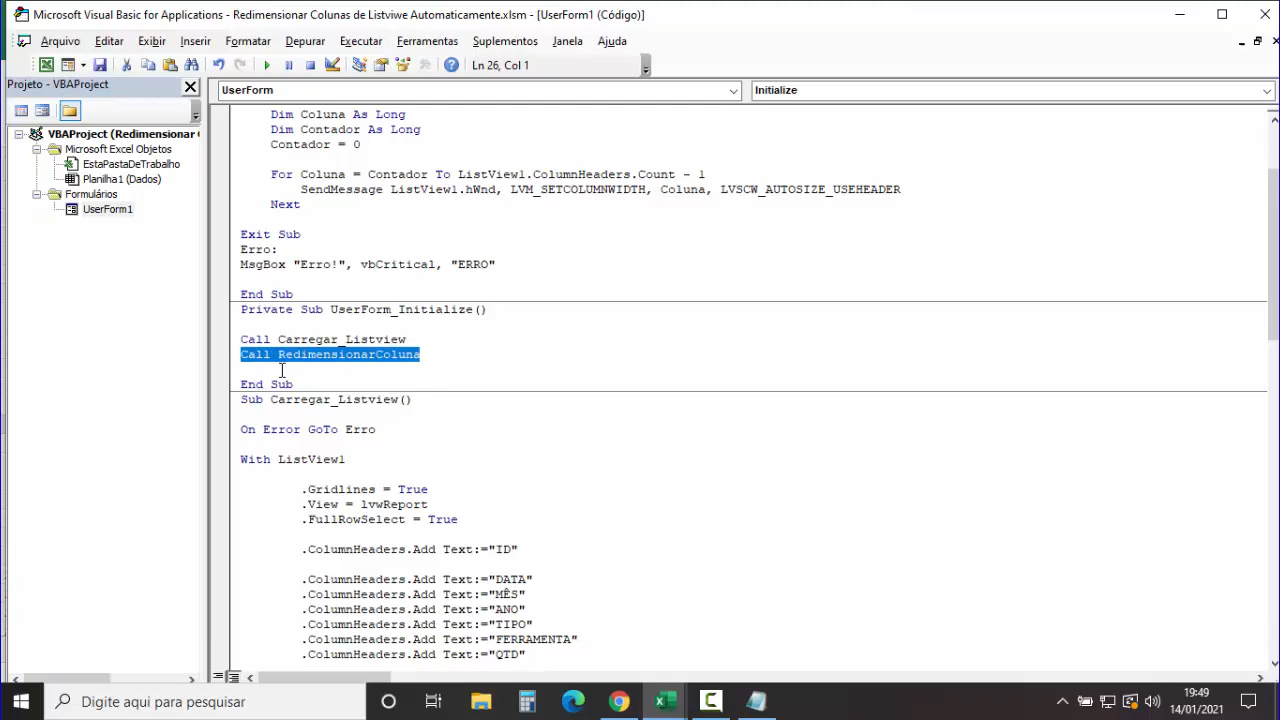 Microsoft Visual Basic for Applications - Redimensionar Colunas de Listviwe Automaticamente.xlsm - [UserForm1 (Código)]
Arquivo Editar Exibir Inserir Formatar Depurar Executar Ferramentas Suplementos Janela Ajuda
Ln 26, Col 1
Projeto - VBAProject
UserForm Initialize
VBAProject (Redimensionar
Microsoft Excel Objetos
EstaPastaDeTrabalho
Planilha1 (Dados)
Formulários
UserForm1
Dim Coluna As Long
Dim Contador As Long
Contador = 0
For Coluna = Contador To ListView1.ColumnHeaders.Count - 1
SendMessage ListView1.hWnd, LVM_SETCOLUMNWIDTH, Coluna, LVSCW_AUTOSIZE_USEHEADER
Next
Exit Sub
Erro:
MsgBox "Erro!", vbCritical, "ERRO"
End Sub
Private Sub UserForm_Initialize()
Call Carregar_Listview
Call RedimensionarColuna
End Sub
Sub Carregar_Listview()
On Error GoTo Erro
With ListView1
.Gridlines = True
.View = lvwReport
.FullRowSelect = True
.ColumnHeaders.Add Text:="ID"
.ColumnHeaders.Add Text:="DATA"
.ColumnHeaders.Add Text:="MÊS"
.ColumnHeaders.Add Text:="ANO"
.ColumnHeaders.Add Text:="TIPO"
.ColumnHeaders.Add Text:="FERRAMENTA"
.ColumnHeaders.Add Text:="QTD"
Digite aqui para pesquisar
19:49
14/01/2021